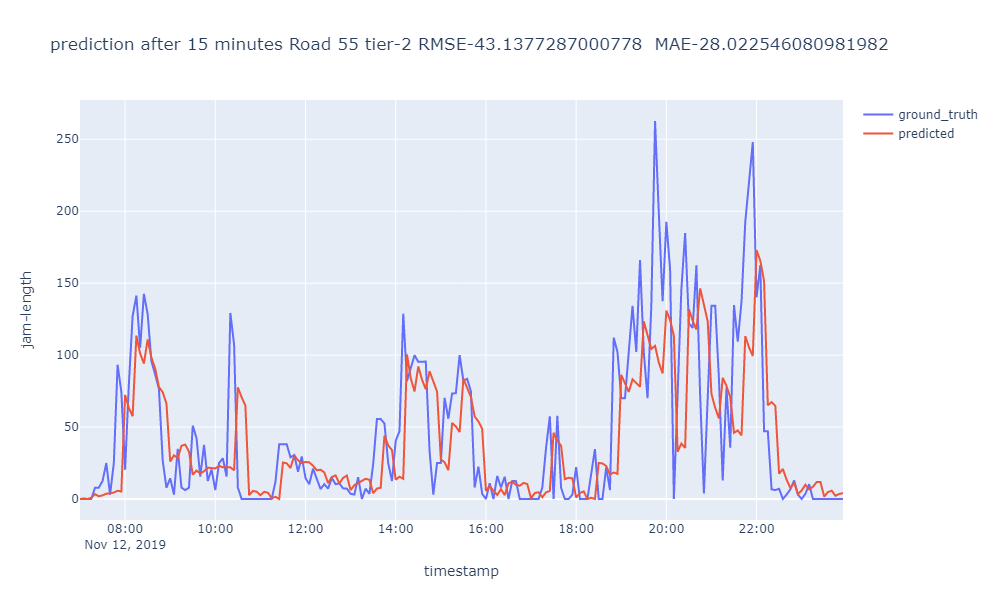 prediction after 15 minutes Road 55 tier-2 RMSE-43.1377287000778  MAE-28.022546080981982
ground_truth
predicted
jam-length
250
200
150
100
50
0
08:00 10:00 12:00 14:00 16:00 18:00 20:00 22:00
Nov 12, 2019
timestamp